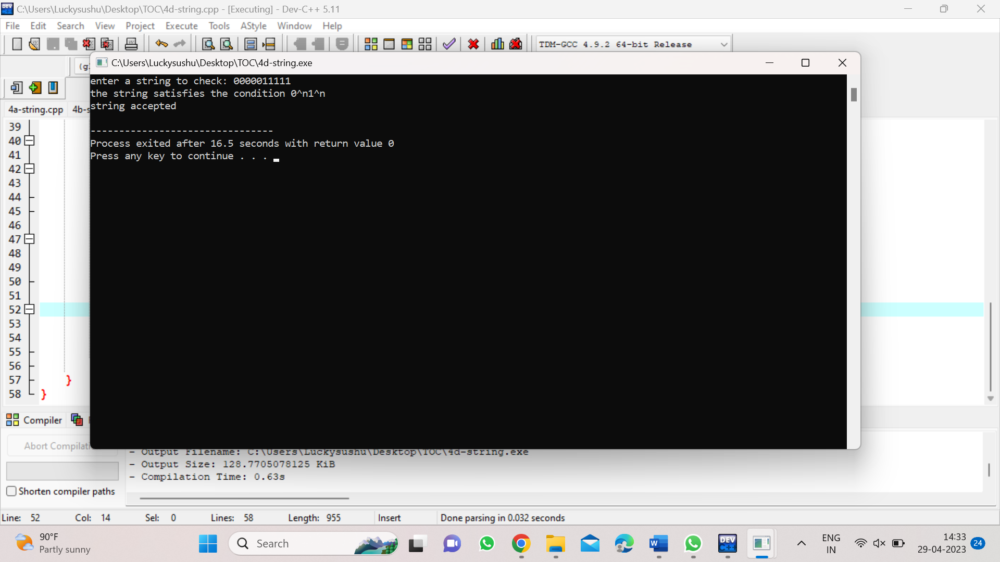 C:\Users\Luckysushu\Desktop\TOC\4d-string.cpp - [Executing] - Dev-C++ 5.11
File Edit Search View Project Execute Tools AStyle Window Help
TDM-GCC 4.9.2 64-bit Release
C:\Users\Luckysushu\Desktop\TOC\4d-string.exe
enter a string to check: 0000011111
the string satisfies the condition 0^n1^n
string accepted
--------------------------------
Process exited after 16.5 seconds with return value 0
Press any key to continue . . .
4a-string.cpp
39
40
41
42
43
44
45
46
47
48
49
50
51
52
53
54
55
56
57 }
58 }
Compiler
Abort
- Output Filename: C:\Users\Luckysushu\Desktop\TOC\4d-string.exe
- Output Size: 128.7705078125 KiB
- Compilation Time: 0.63s
Shorten compiler paths
Line: 52 Col: 14 Sel: 0 Lines: 58 Length: 955 Insert Done parsing in 0.032 seconds
90°F
Partly sunny
Search
DEV
C++
ENG
IN
14:33
29-04-2023
24